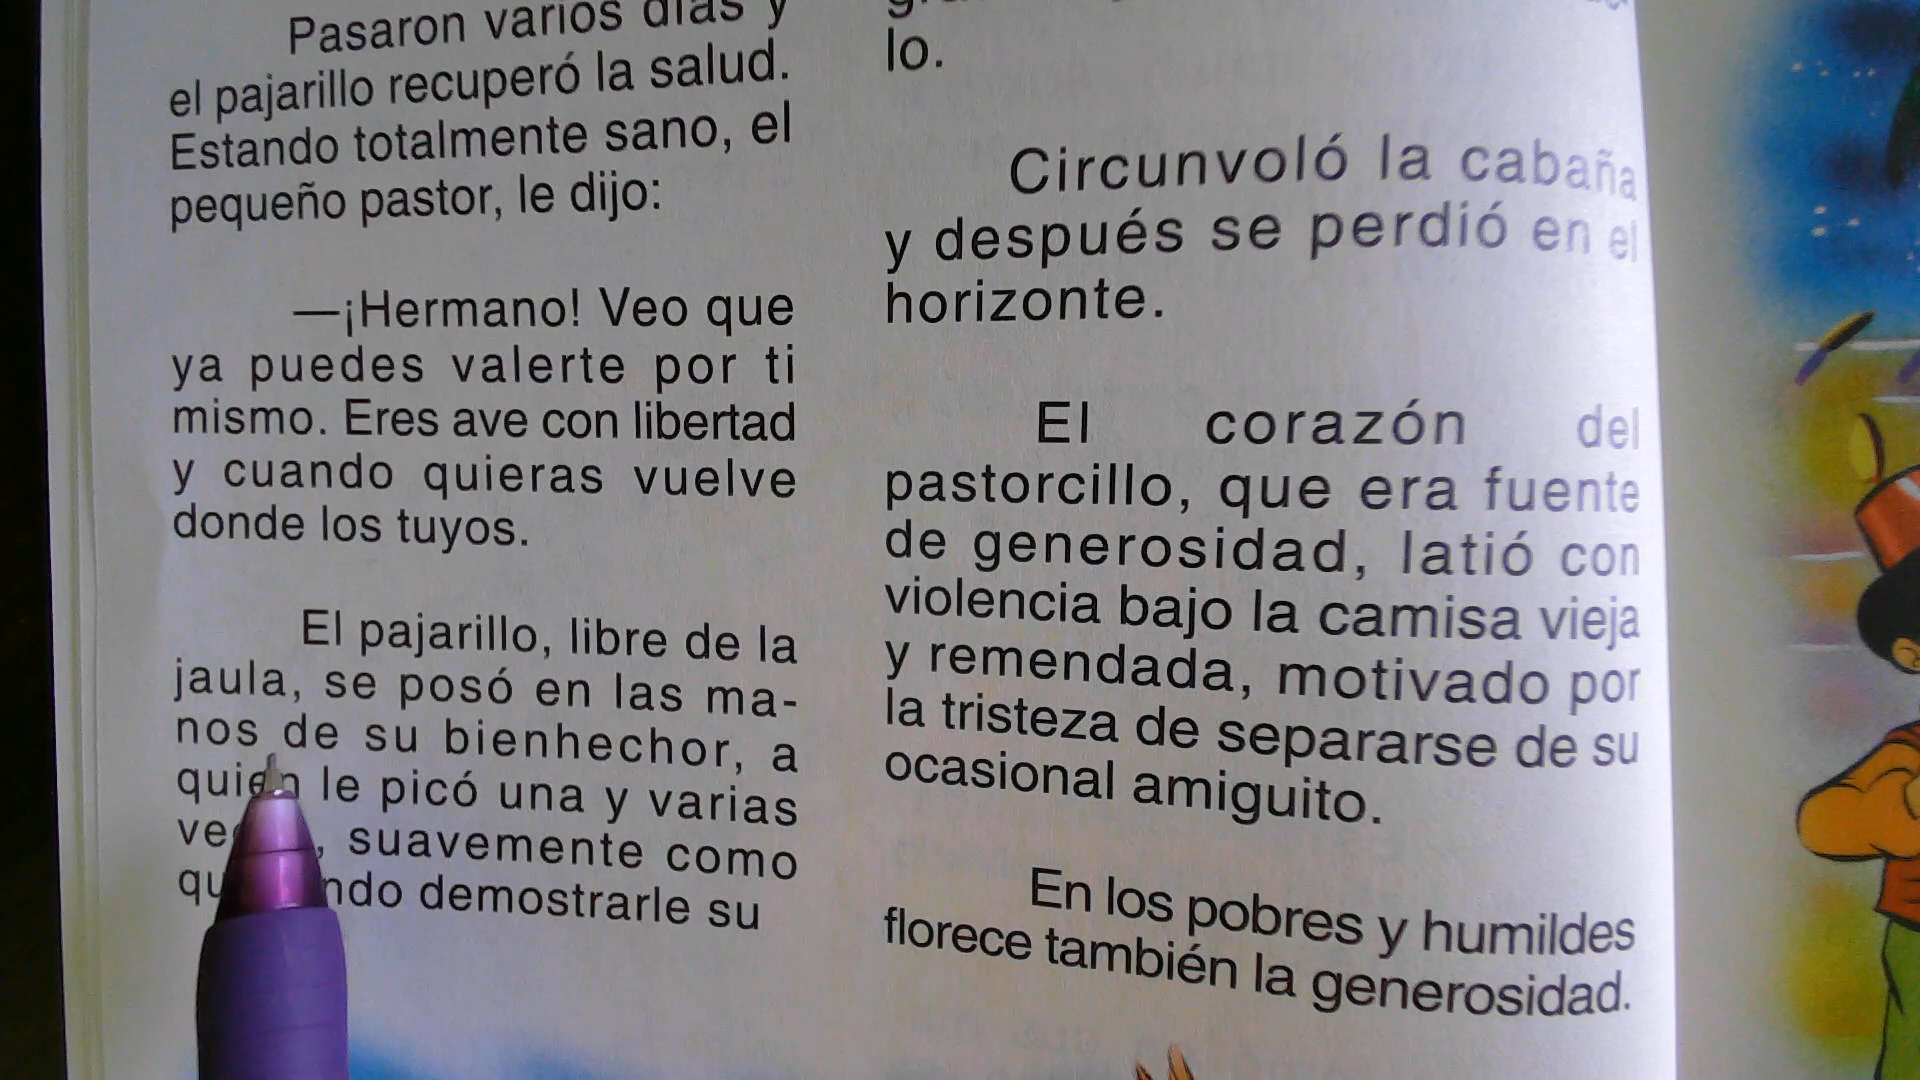 Pasaron varios días y
el pajarillo recuperó la salud.
Estando totalmente sano, el
pequeño pastor, le dijo:
—¡Hermano! Veo que
ya puedes valerte por ti
mismo. Eres ave con libertad
y cuando quieras vuelve
donde los tuyos.
El pajarillo, libre de la
jaula, se posó en las ma-
nos de su bienhechor, a
quien le picó una y varias
suavemente como
demostrarle su
lo.
Circunvoló la cabaña
y después se perdió en el
horizonte.
El corazón del
pastorcillo, que era fuente
de generosidad, latió con
violencia bajo la camisa vieja
y remendada, motivado por
la tristeza de separarse de su
ocasional amiguito.
En los pobres y humildes
florece también la generosidad.